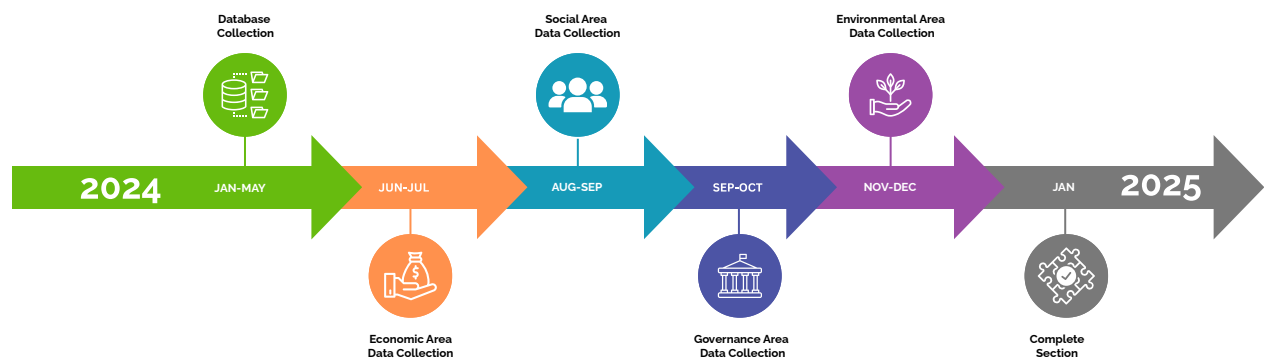 Database
Collection
Social Area
Data Collection
Environmental Area
Data Collection
2024
JAN-MAY
JUN-JUL
AUG-SEP
SEP-OCT
NOV-DEC
JAN
2025
$
Economic Area
Data Collection
Governance Area
Data Collection
Complete
Section